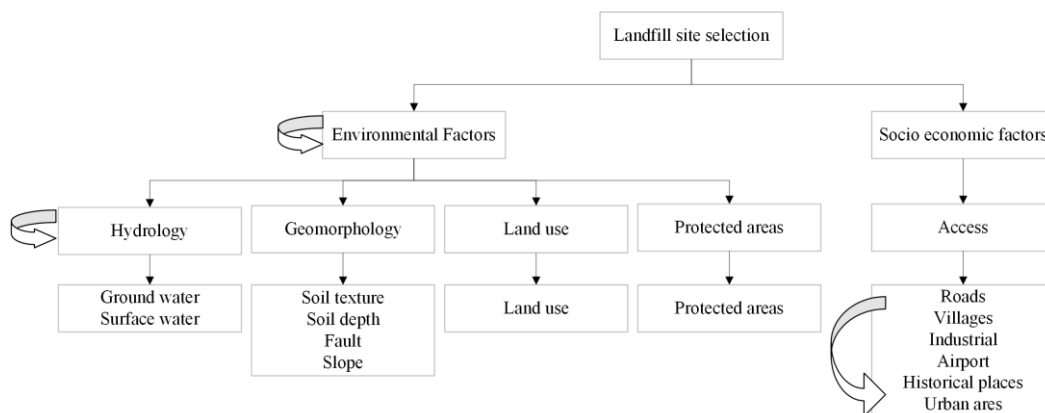 Landfill site selection
Environmental Factors
Socio economic factors
Hydrology
Geomorphology
Land use
Protected areas
Access
Ground water
Surface water
Soil texture
Soil depth
Fault
Slope
Land use
Protected areas
Roads
Villages
Industrial
Airport
Historical places
Urban ares